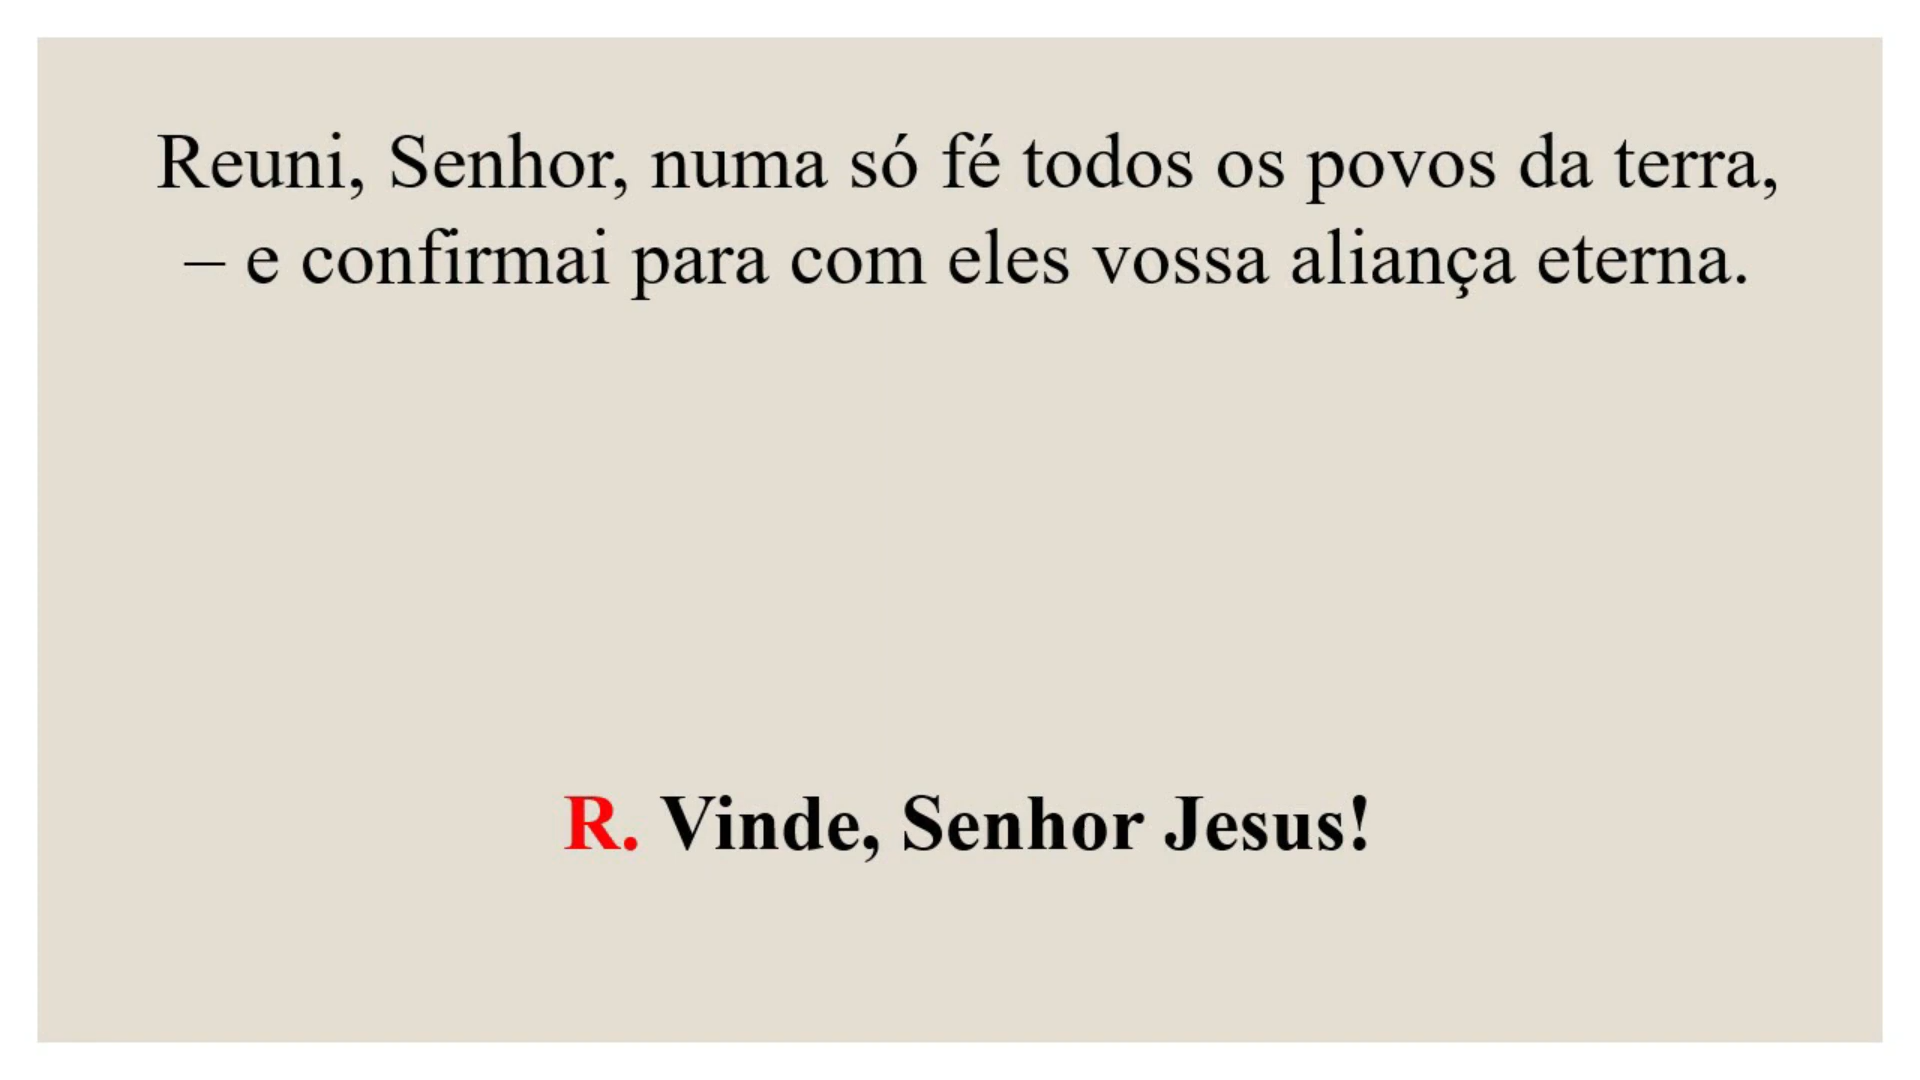 Reuni, Senhor, numa só fé todos os povos da terra,
– e confirmai para com eles vossa aliança eterna.
R. Vinde, Senhor Jesus!